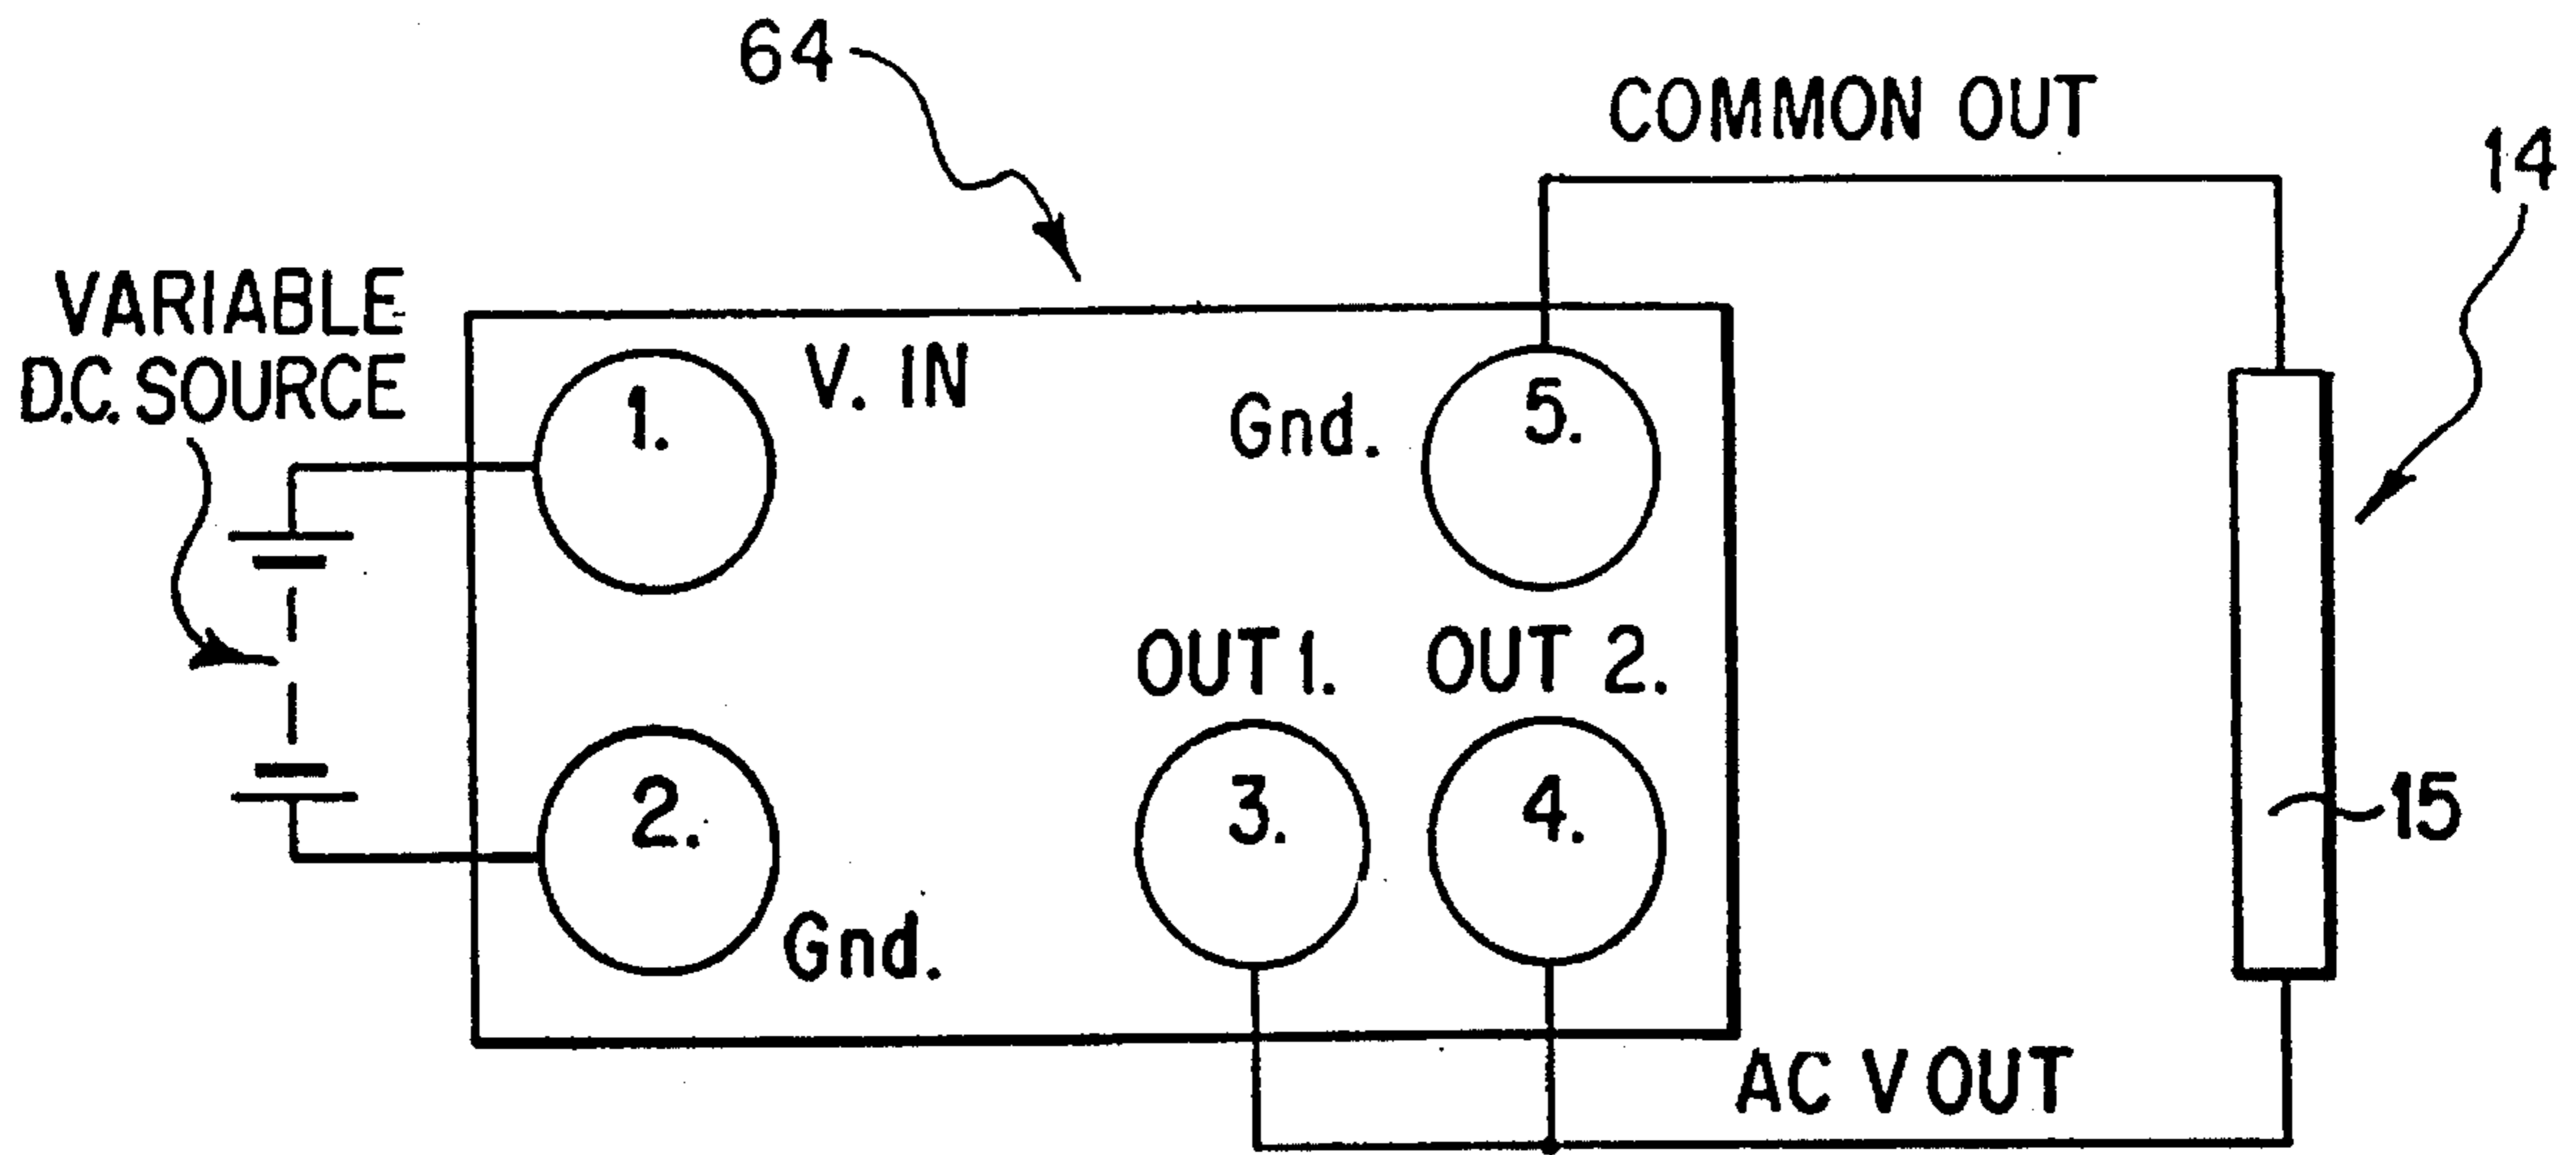 64
COMMON OUT
14
VARIABLE
D.C. SOURCE
1.
V. IN
Gnd.
5.
OUT 1.
OUT 2.
2.
Gnd.
3.
4.
15
AC V OUT